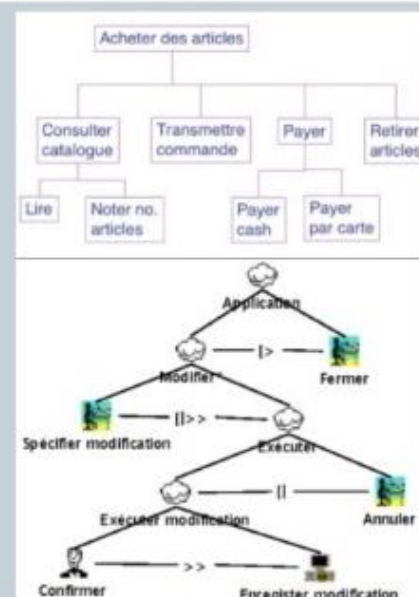 Acheter des articles
Consulter
catalogue
Transmettre
commande
Payer
Retirer
articles
Lire
Noter no.
articles
Payer
cash
Payer
par carte
Application
[>
Modifier*
Fermer
[]>>
Spécifier modification
Exécuter
[]
Exécuter modification
Annuler
>>
Confirmer
Enregister modification